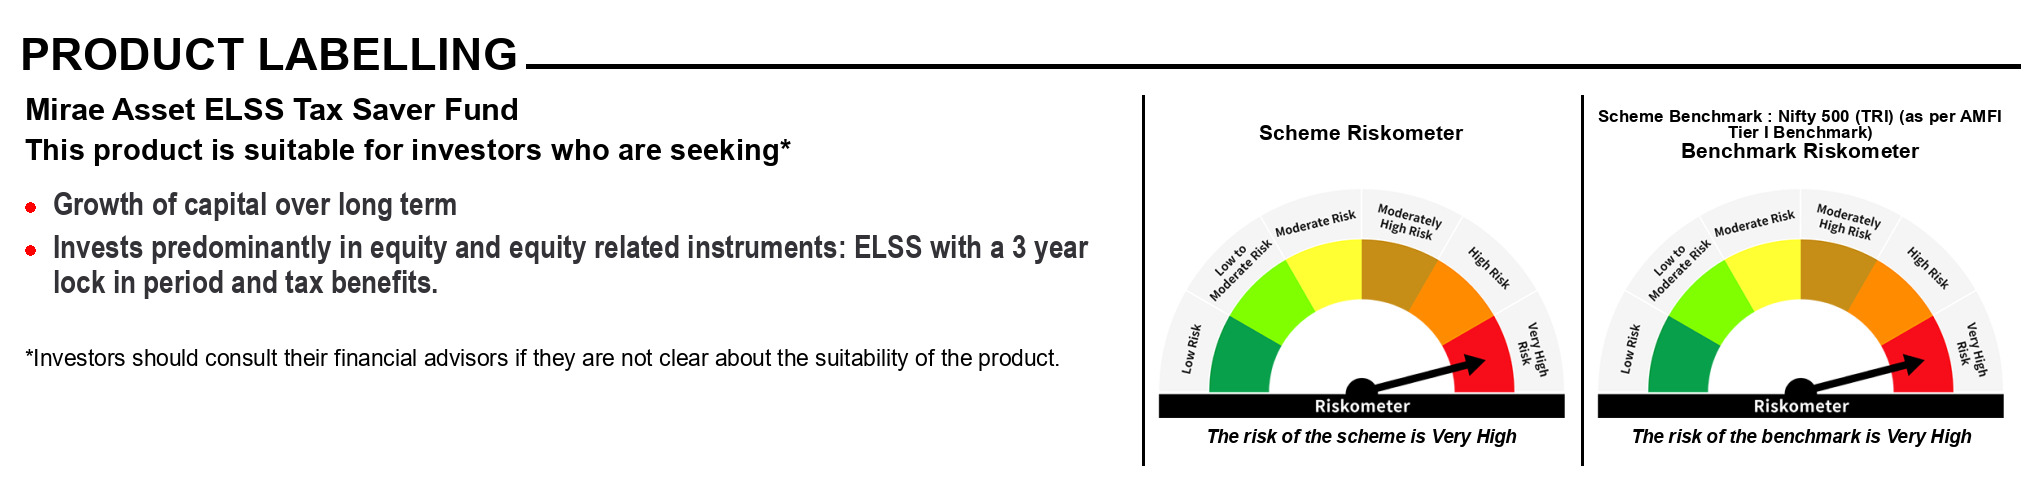 PRODUCT LABELLING
Mirae Asset ELSS Tax Saver Fund
This product is suitable for investors who are seeking*
Growth of capital over long term
Invests predominantly in equity and equity related instruments: ELSS with a 3 year
lock in period and tax benefits.
*Investors should consult their financial advisors if they are not clear about the suitability of the product.
Scheme Riskometer
Low Risk
Low to
Moderate Risk
Moderate Risk
Moderately
High Risk
High Risk
Very High
Risk
Riskometer
The risk of the scheme is Very High
Scheme Benchmark : Nifty 500 (TRI) (as per AMFI
Tier I Benchmark)
Benchmark Riskometer
Low Risk
Low to
Moderate Risk
Moderate Risk
Moderately
High Risk
High Risk
Very High
Risk
Riskometer
The risk of the benchmark is Very High